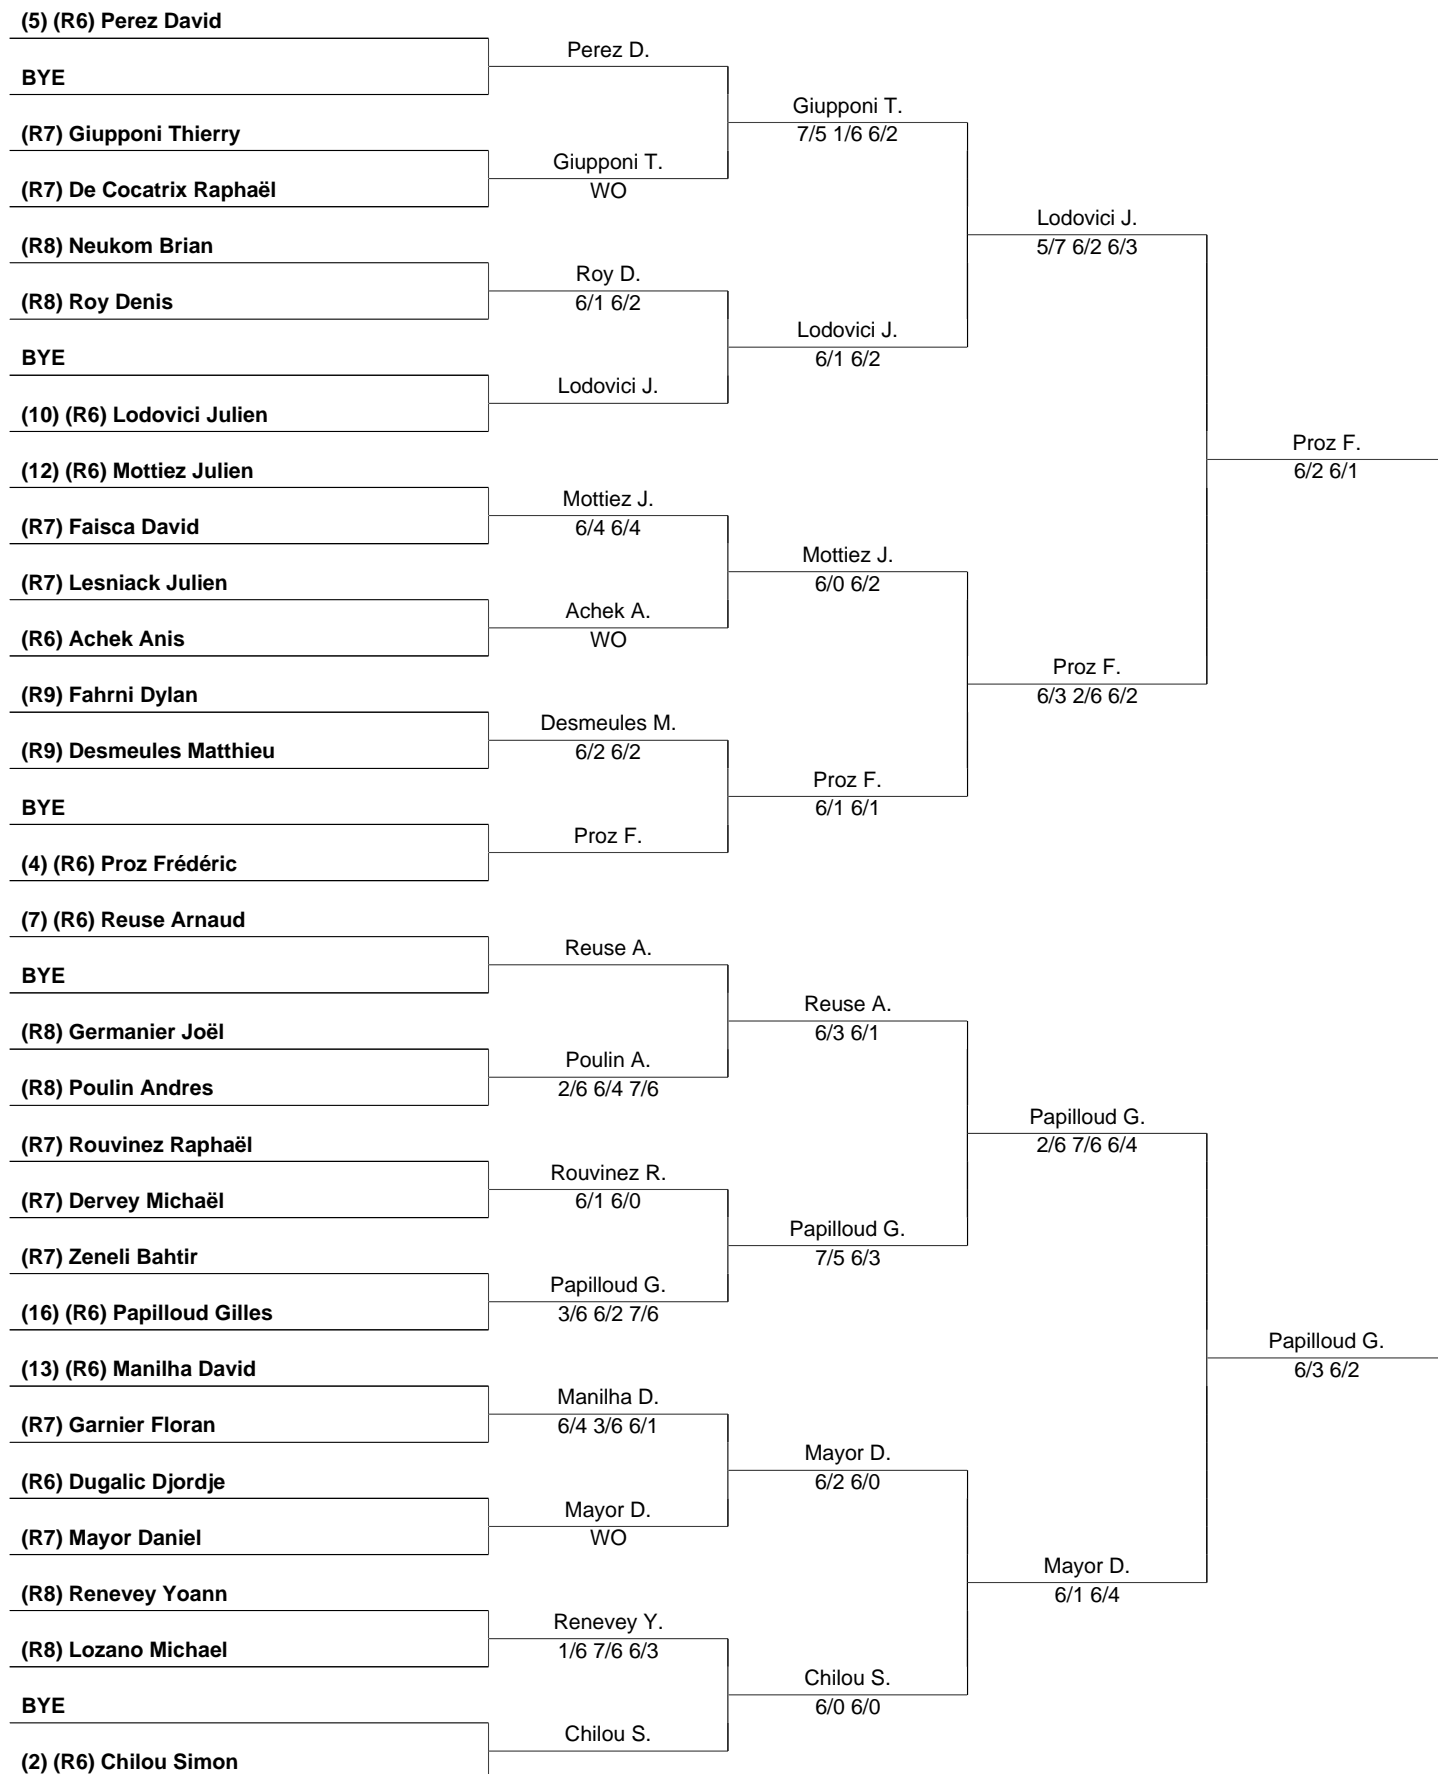 (5) (R6) Perez David
BYE
(R7) Giupponi Thierry
(R7) De Cocatrix Raphaël
(R8) Neukom Brian
(R8) Roy Denis
BYE
(10) (R6) Lodovici Julien
(12) (R6) Mottiez Julien
(R7) Faisca David
(R7) Lesniack Julien
(R6) Achek Anis
(R9) Fahrni Dylan
(R9) Desmeules Matthieu
BYE
(4) (R6) Proz Frédéric
(7) (R6) Reuse Arnaud
BYE
(R8) Germanier Joël
(R8) Poulin Andres
(R7) Rouvinez Raphaël
(R7) Dervey Michaël
(R7) Zeneli Bahtir
(16) (R6) Papilloud Gilles
(13) (R6) Manilha David
(R7) Garnier Floran
(R6) Dugalic Djordje
(R7) Mayor Daniel
(R8) Renevey Yoann
(R8) Lozano Michael
BYE
(2) (R6) Chilou Simon
Perez D.
Giupponi T.
WO
Roy D.
6/1 6/2
Lodovici J.
Mottiez J.
6/4 6/4
Achek A.
WO
Desmeules M.
6/2 6/2
Proz F.
Reuse A.
Poulin A.
2/6 6/4 7/6
Rouvinez R.
6/1 6/0
Papilloud G.
3/6 6/2 7/6
Manilha D.
6/4 3/6 6/1
Mayor D.
WO
Renevey Y.
1/6 7/6 6/3
Chilou S.
Giupponi T.
7/5 1/6 6/2
Lodovici J.
6/1 6/2
Mottiez J.
6/0 6/2
Proz F.
6/1 6/1
Reuse A.
6/3 6/1
Papilloud G.
7/5 6/3
Mayor D.
6/2 6/0
Chilou S.
6/0 6/0
Lodovici J.
5/7 6/2 6/3
Proz F.
6/3 2/6 6/2
Papilloud G.
2/6 7/6 6/4
Mayor D.
6/1 6/4
Proz F.
6/2 6/1
Papilloud G.
6/3 6/2